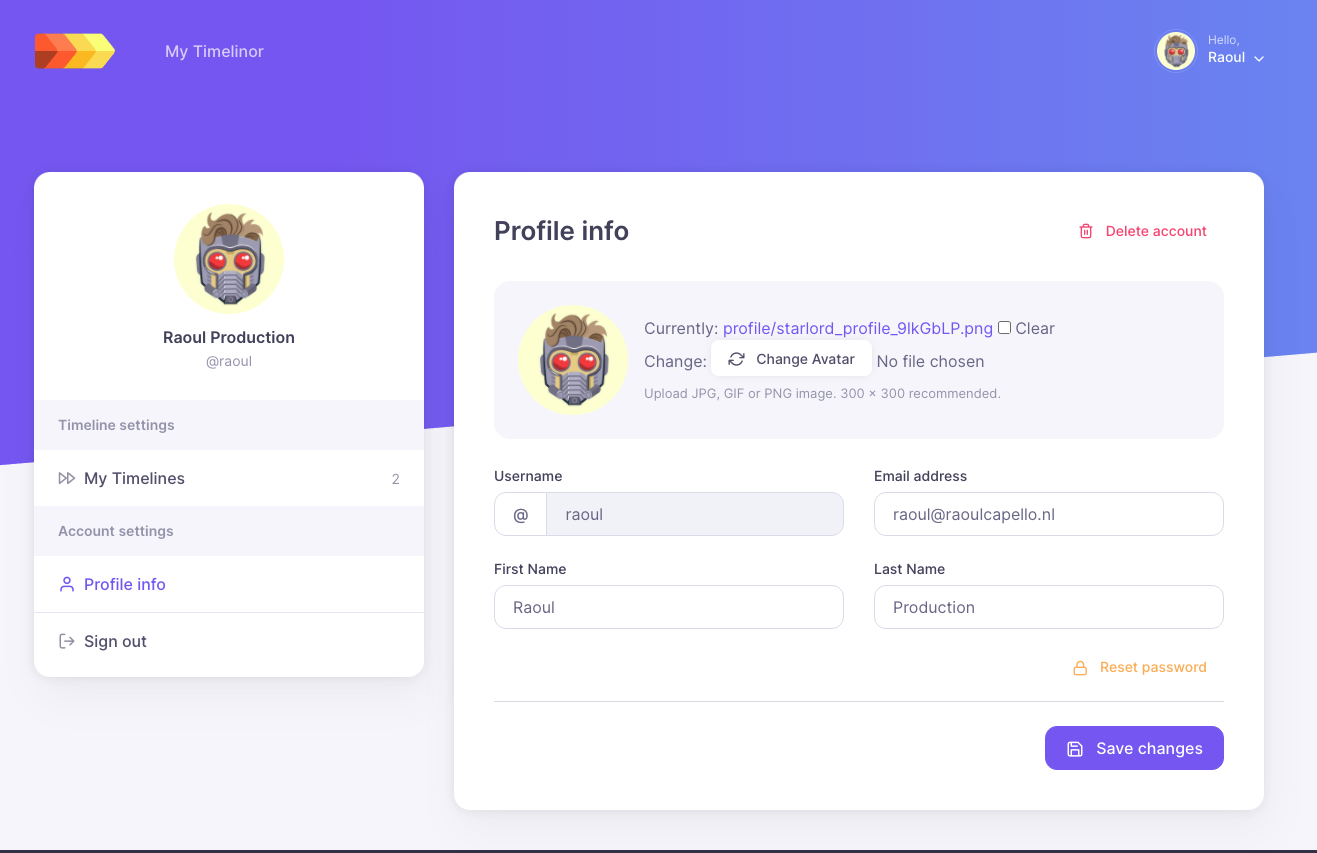 My Timelinor
Hello,
Raoul
Raoul Production
@raoul
Timeline settings
My Timelines 2
Account settings
Profile info
Sign out
Profile info
Delete account
Currently: profile/starlord_profile_9lkGbLP.png Clear
Change: Change Avatar No file chosen
Upload JPG, GIF or PNG image. 300 × 300 recommended.
Username
@ raoul
Email address
raoul@raoulcapello.nl
First Name
Raoul
Last Name
Production
Reset password
Save changes